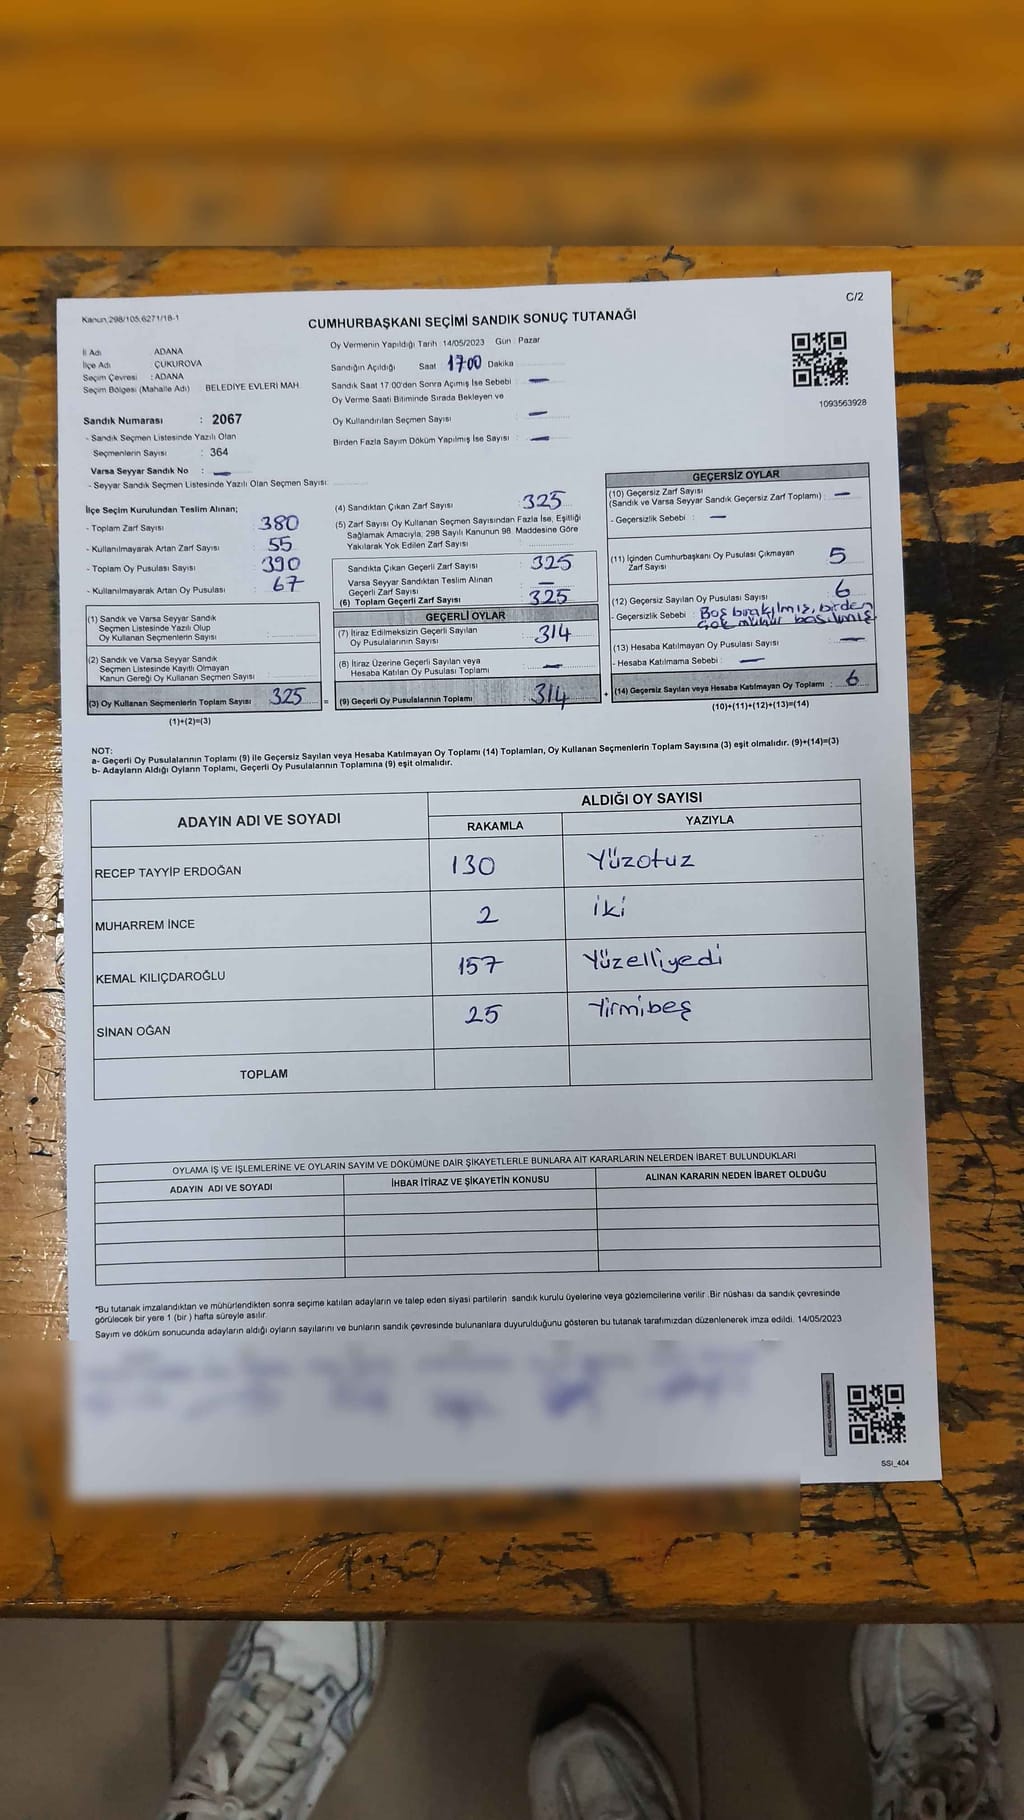 Kanun,298/105,6271/18-1
C/2
CUMHURBAŞKANI SEÇİMİ SANDIK SONUÇ TUTANAĞI
İl Adı ADANA
İlçe Adı ÇUKUROVA
Seçim Çevresi : ADANA
Seçim Bölgesi (Mahalle Adı) BELEDİYE EVLERİ MAH.
Sandık Numarası : 2067
- Sandık Seçmen Listesinde Yazılı Olan
Seçmenlerin Sayısı : 364
Varsa Seyyar Sandık No : —
- Seyyar Sandık Seçmen Listesinde Yazılı Olan Seçmen Sayısı:
Oy Vermenin Yapıldığı Tarih 14/05/2023 Gün : Pazar
Sandığın Açıldığı Saat 17:00 Dakika
Sandık Saat 17:00'den Sonra Açımış İse Sebebi : —
Oy Verme Saati Bitiminde Sırada Bekleyen ve
Oy Kullandırılan Seçmen Sayısı : —
Birden Fazla Sayım Döküm Yapılmış İse Sayısı : —
1093563928
İlçe Seçim Kurulundan Teslim Alınan;
- Toplam Zarf Sayısı : 380
- Kullanılmayarak Artan Zarf Sayısı : 55
- Toplam Oy Pusulası Sayısı : 390
- Kullanılmayarak Artan Oy Pusulası : 67
(1) Sandık ve Varsa Seyyar Sandık
Seçmen Listesinde Yazılı Olup
Oy Kullanan Seçmenlerin Sayısı :
(2) Sandık ve Varsa Seyyar Sandık
Seçmen Listesinde Kayıtlı Olmayan
Kanun Gereği Oy Kullanan Seçmen Sayısı :
(3) Oy Kullanan Seçmenlerin Toplam Sayısı : 325
(1)+(2)=(3)
(4) Sandıktan Çıkan Zarf Sayısı : 325
(5) Zarf Sayısı Oy Kullanan Seçmen Sayısından Fazla İse, Eşitliği
Sağlamak Amacıyla, 298 Sayılı Kanunun 98. Maddesine Göre
Yakılarak Yok Edilen Zarf Sayısı :
Sandıkta Çıkan Geçerli Zarf Sayısı : 325
Varsa Seyyar Sandıktan Teslim Alınan
Geçerli Zarf Sayısı : —
(6) Toplam Geçerli Zarf Sayısı : 325
GEÇERLİ OYLAR
(7) İtiraz Edilmeksizin Geçerli Sayılan
Oy Pusulalarının Sayısı : 314
(8) İtiraz Üzerine Geçerli Sayılan veya
Hesaba Katılan Oy Pusulası Toplamı : —
= (9) Geçerli Oy Pusulalarının Toplamı : 314 +
GEÇERSİZ OYLAR
(10) Geçersiz Zarf Sayısı
(Sandık ve Varsa Seyyar Sandık Geçersiz Zarf Toplamı) : —
- Geçersizlik Sebebi : —
(11) İçinden Cumhurbaşkanı Oy Pusulası Çıkmayan
Zarf Sayısı : 5
(12) Geçersiz Sayılan Oy Pusulası Sayısı : 6
- Geçersizlik Sebebi : Boş bırakılmış, birden
çok mühür basılmış
(13) Hesaba Katılmayan Oy Pusulası Sayısı : —
- Hesaba Katılmama Sebebi : —
(14) Geçersiz Sayılan veya Hesaba Katılmayan Oy Toplamı : 6
(10)+(11)+(12)+(13)=(14)
NOT:
a- Geçerli Oy Pusulalarının Toplamı (9) ile Geçersiz Sayılan veya Hesaba Katılmayan Oy Toplamı (14) Toplamları, Oy Kullanan Seçmenlerin Toplam Sayısına (3) eşit olmalıdır. (9)+(14)=(3)
b- Adayların Aldığı Oyların Toplamı, Geçerli Oy Pusulalarının Toplamına (9) eşit olmalıdır.
ADAYIN ADI VE SOYADI ALDIĞI OY SAYISI
RAKAMLA YAZIYLA
RECEP TAYYİP ERDOĞAN 130 Yüzotuz
MUHARREM İNCE 2 iki
KEMAL KILIÇDAROĞLU 157 Yüzelliyedi
SİNAN OĞAN 25 Yirmibeş
TOPLAM
OYLAMA İŞ VE İŞLEMLERİNE VE OYLARIN SAYIM VE DÖKÜMÜNE DAİR ŞİKAYETLERLE BUNLARA AİT KARARLARIN NELERDEN İBARET BULUNDUKLARI
ADAYIN ADI VE SOYADI İHBAR İTİRAZ VE ŞİKAYETİN KONUSU ALINAN KARARIN NEDEN İBARET OLDUĞU
*Bu tutanak imzalandıktan ve mühürlendikten sonra seçime katılan adayların ve talep eden siyasi partilerin sandık kurulu üyelerine veya gözlemcilerine verilir .Bir nüshası da sandık çevresinde
görülecek bir yere 1 (bir ) hafta süreyle asılır.
Sayım ve döküm sonucunda adayların aldığı oyların sayılarını ve bunların sandık çevresinde bulunanlara duyurulduğunu gösteren bu tutanak tarafımızdan düzenlenerek imza edildi. 14/05/2023
SSI_404